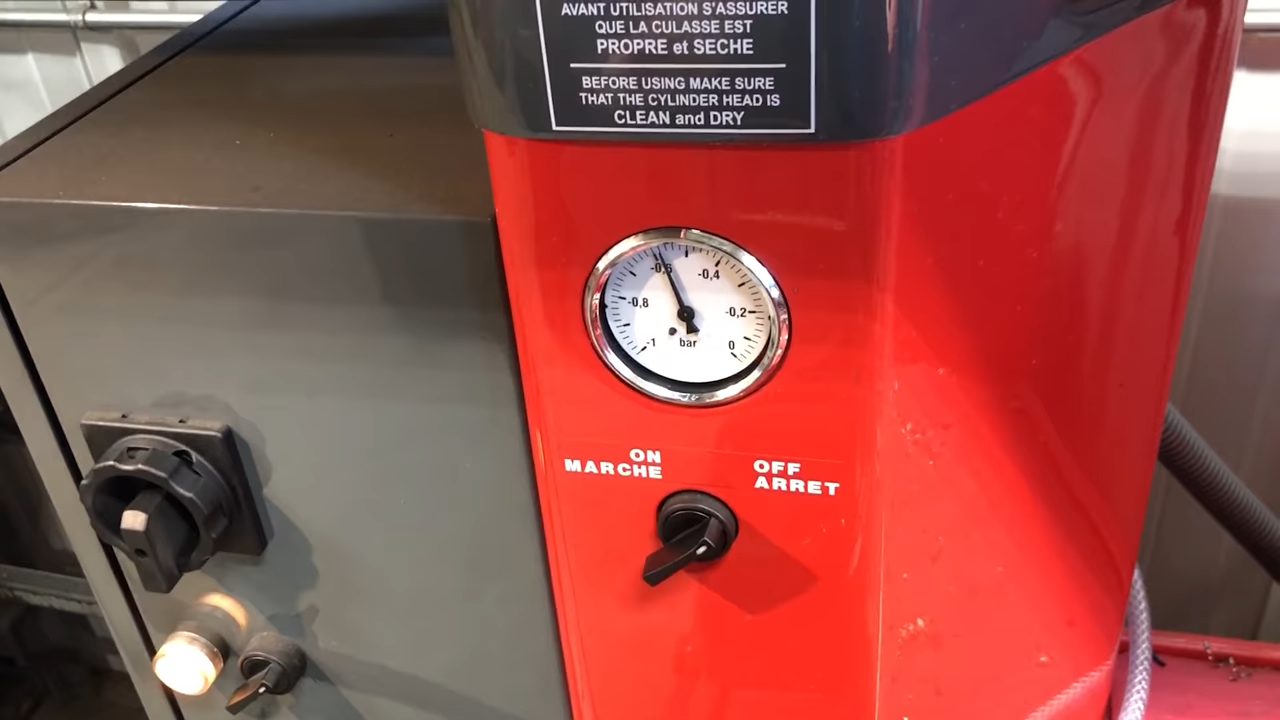 AVANT UTILISATION S'ASSURER
QUE LA CULASSE EST
PROPRE et SECHE
BEFORE USING MAKE SURE
THAT THE CYLINDER HEAD IS
CLEAN and DRY
-0,6
-0,4
-0,8
-0,2
-1
bar
0
ON
MARCHE
OFF
ARRET